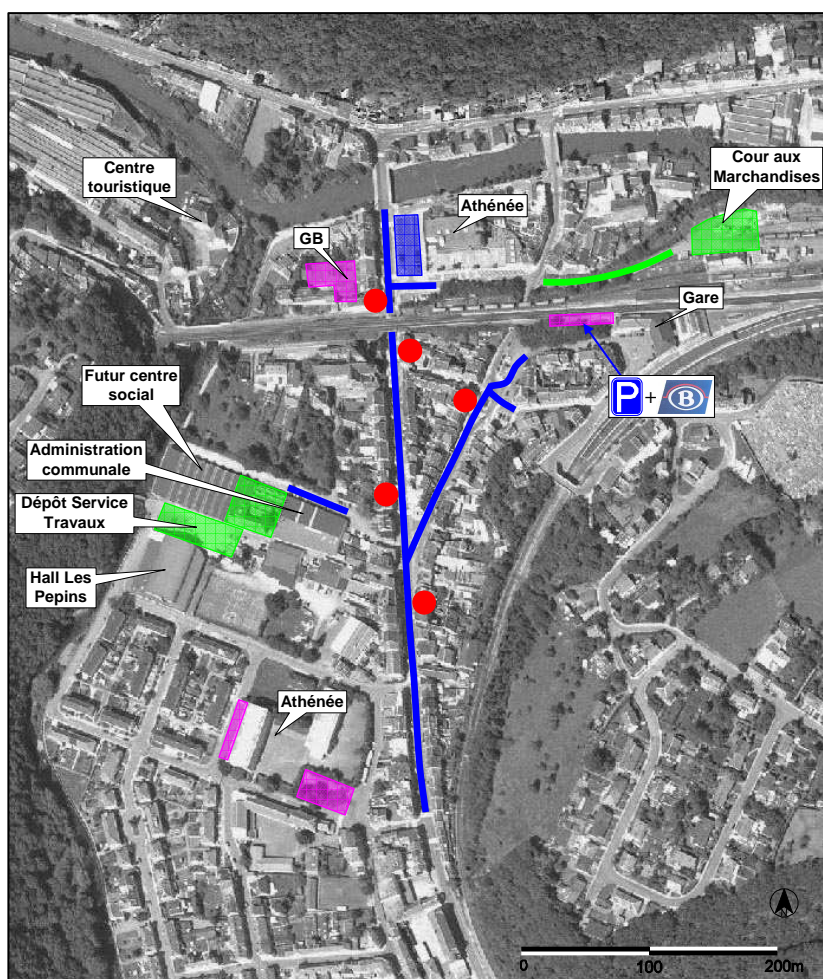 Centre
touristique
Cour aux
Marchandises
Athénée
GB
Gare
Futur centre
social
P + B
Administration
communale
Dépôt Service
Travaux
Hall Les
Pepins
Athénée
0 100 200m